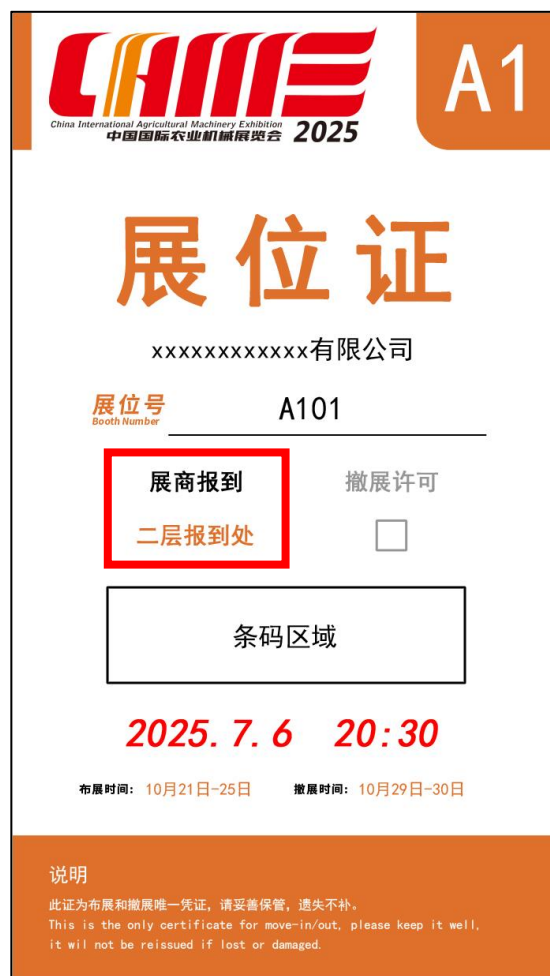 CAME
A1
China International Agricultural Machinery Exhibition
中国国际农业机械展览会 2025
展位证
xxxxxxxxxxxx有限公司
展位号 A101
Booth Number
展商报到 撤展许可
二层报到处
条码区域
2025. 7. 6 20:30
布展时间: 10月21日-25日 撤展时间: 10月29日-30日
说明
此证为布展和撤展唯一凭证, 请妥善保管, 遗失不补。
This is the only certificate for move-in/out, please keep it well,
it wil not be reissued if lost or damaged.